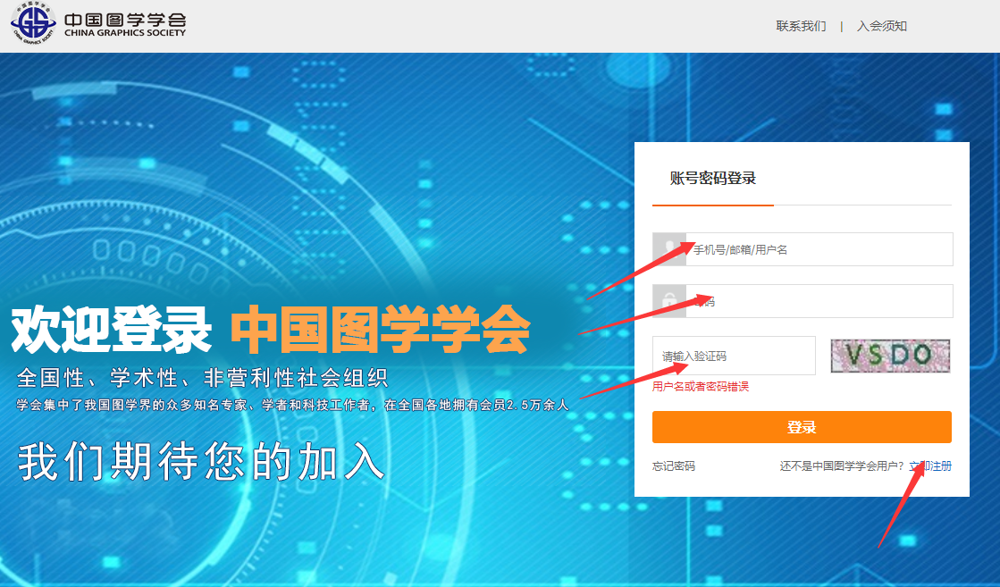 中国图学学会
CHINA GRAPHICS SOCIETY
联系我们 | 入会须知
账号密码登录
手机号/邮箱/用户名
请输入验证码
VSDO
用户名或者密码错误
登录
忘记密码
还不是中国图学学会用户? 立即注册
欢迎登录 中国图学学会
全国性、学术性、非营利性社会组织
学会集中了我国图学界的众多知名专家、学者和科技工作者，在全国各地拥有会员2.5万余人
我们期待您的加入